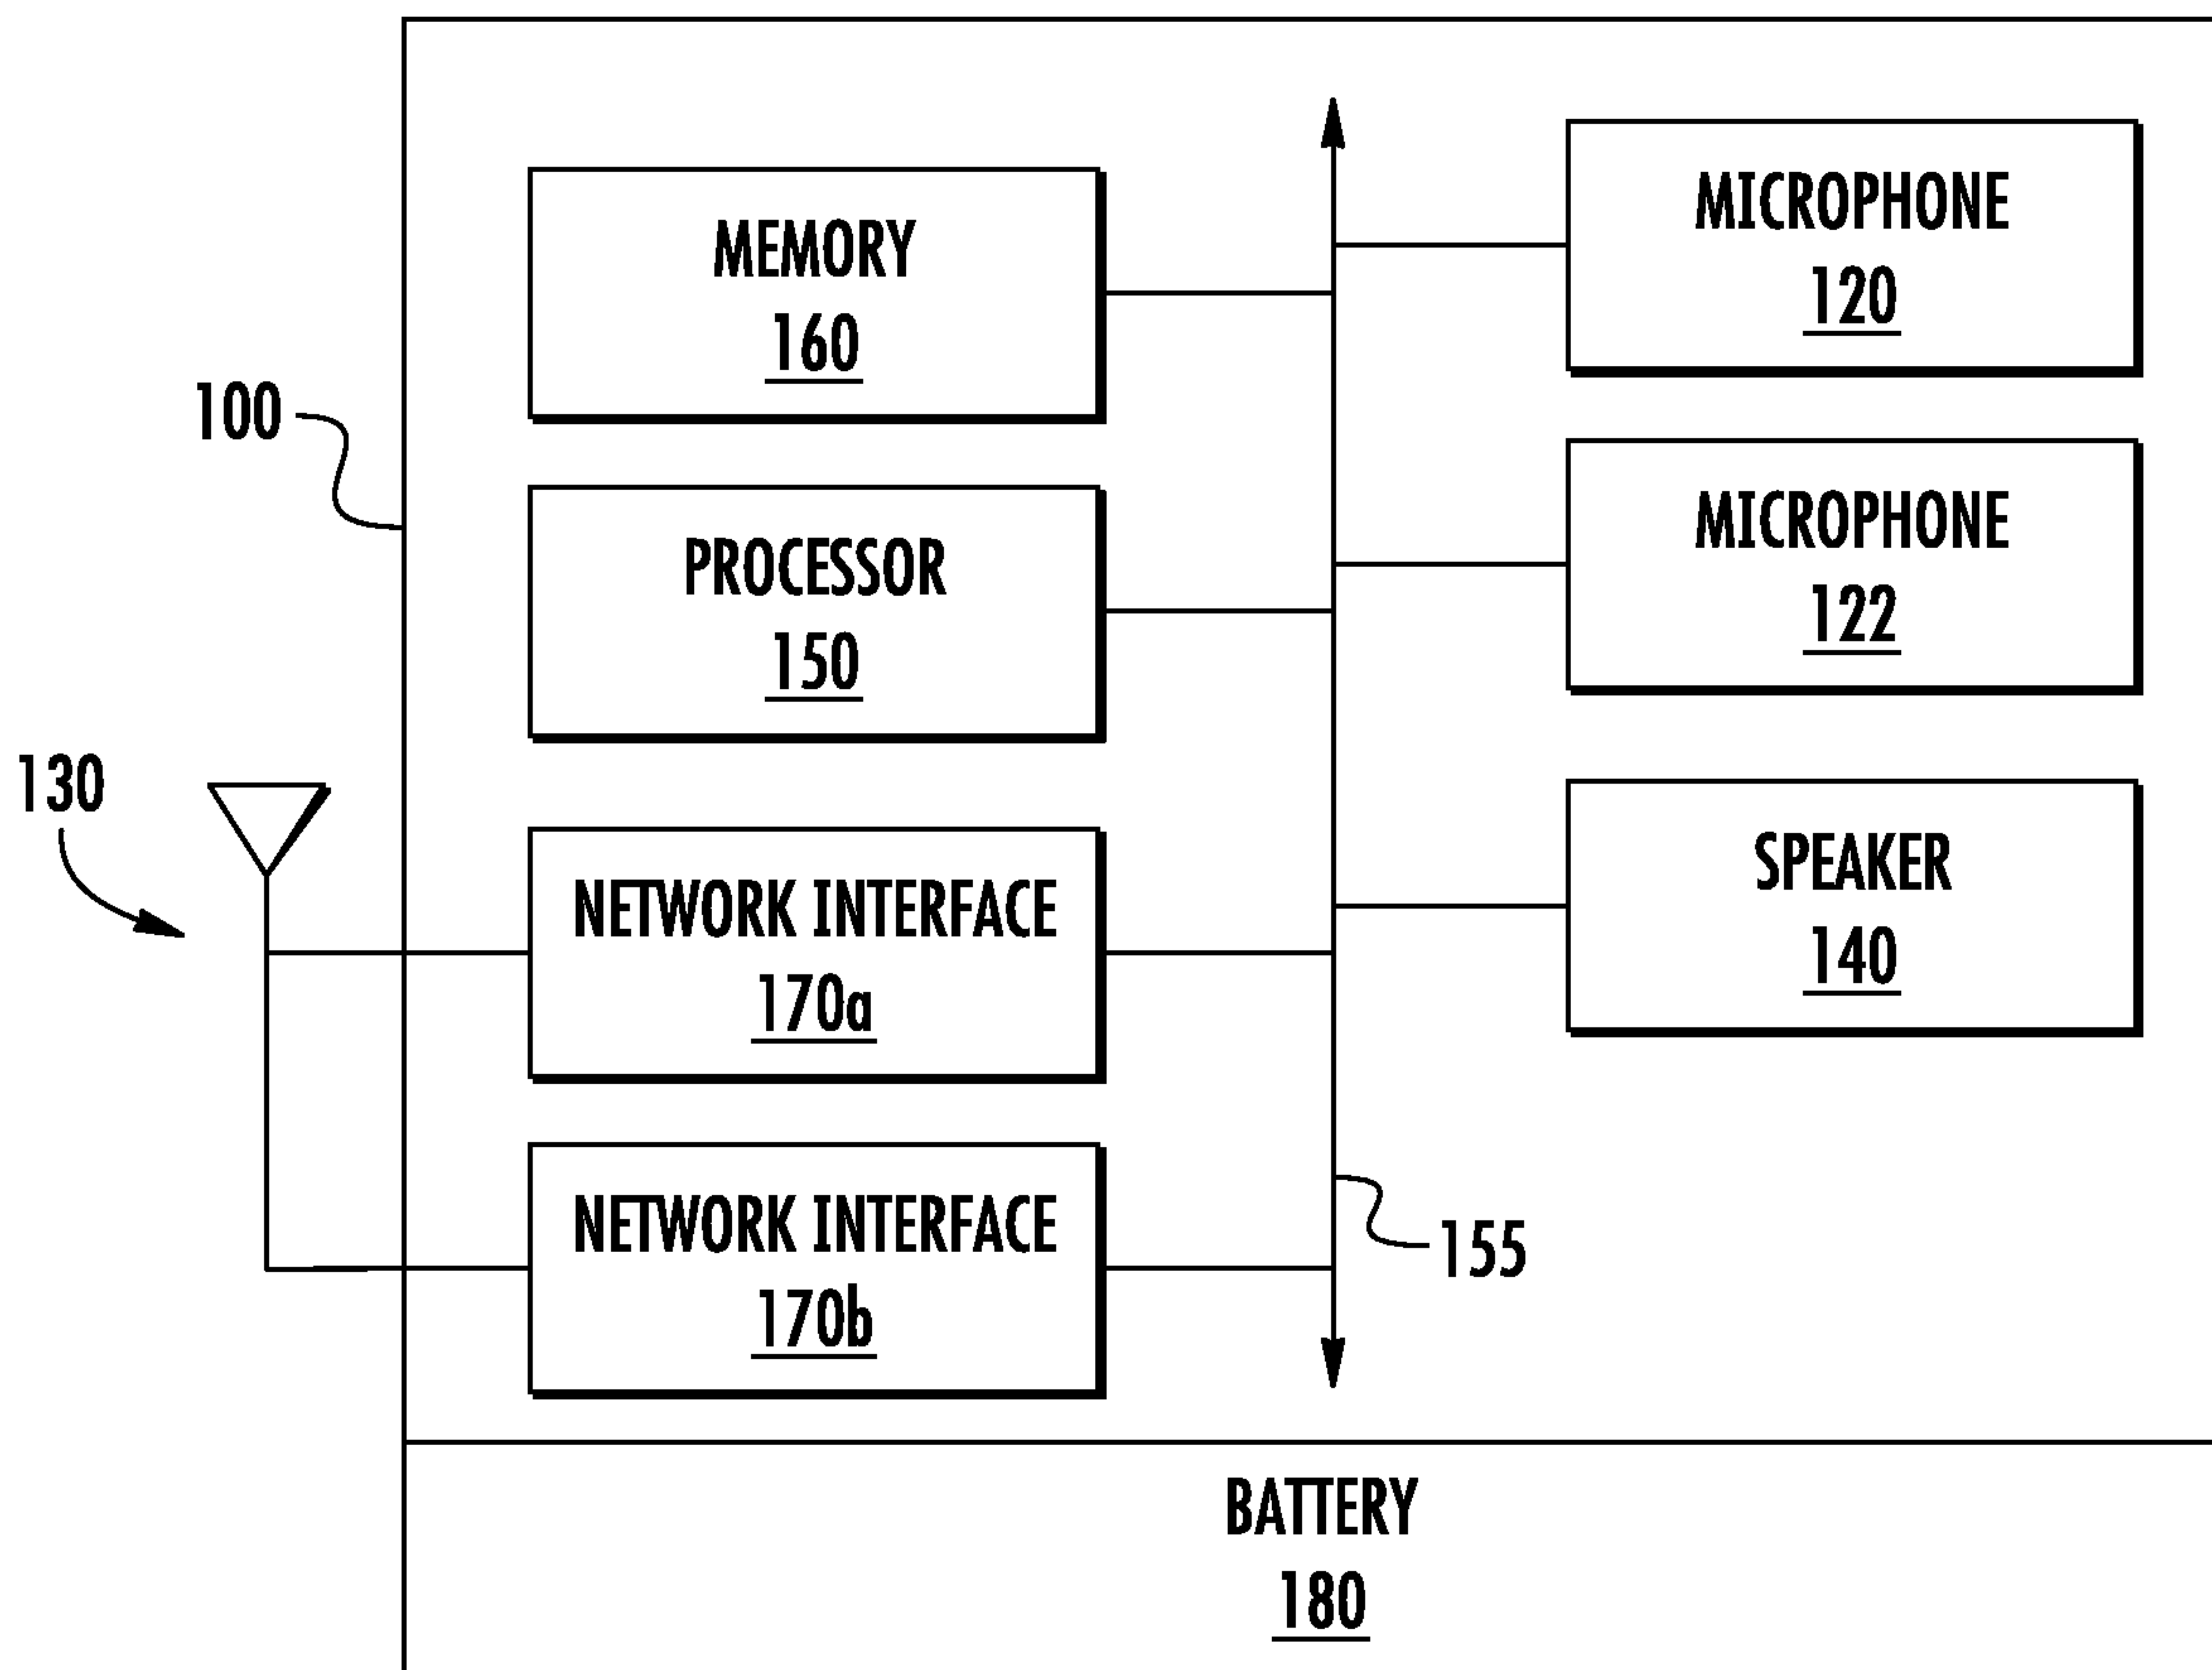 MEMORY
160
PROCESSOR
150
NETWORK INTERFACE
170a
NETWORK INTERFACE
170b
MICROPHONE
120
MICROPHONE
122
SPEAKER
140
100
130
155
BATTERY
180